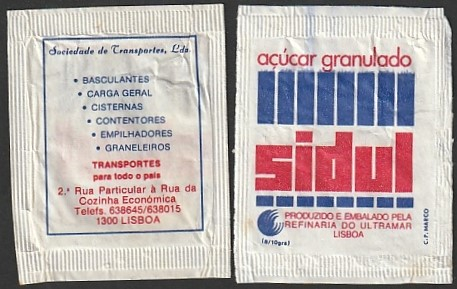 Sociedade de Transportes, Lda.
• BASCULANTES
• CARGA GERAL
• CISTERNAS
• CONTENTORES
• EMPILHADORES
• GRANELEIROS
TRANSPORTES
para todo o país
2.ª Rua Particular à Rua da
Cozinha Económica
Telefs. 638645/638015
1300 LISBOA
açúcar granulado
sidul
PRODUZIDO E EMBALADO PELA
REFINARIA DO ULTRAMAR
LISBOA
(8/10grs)
C.F. MARCO